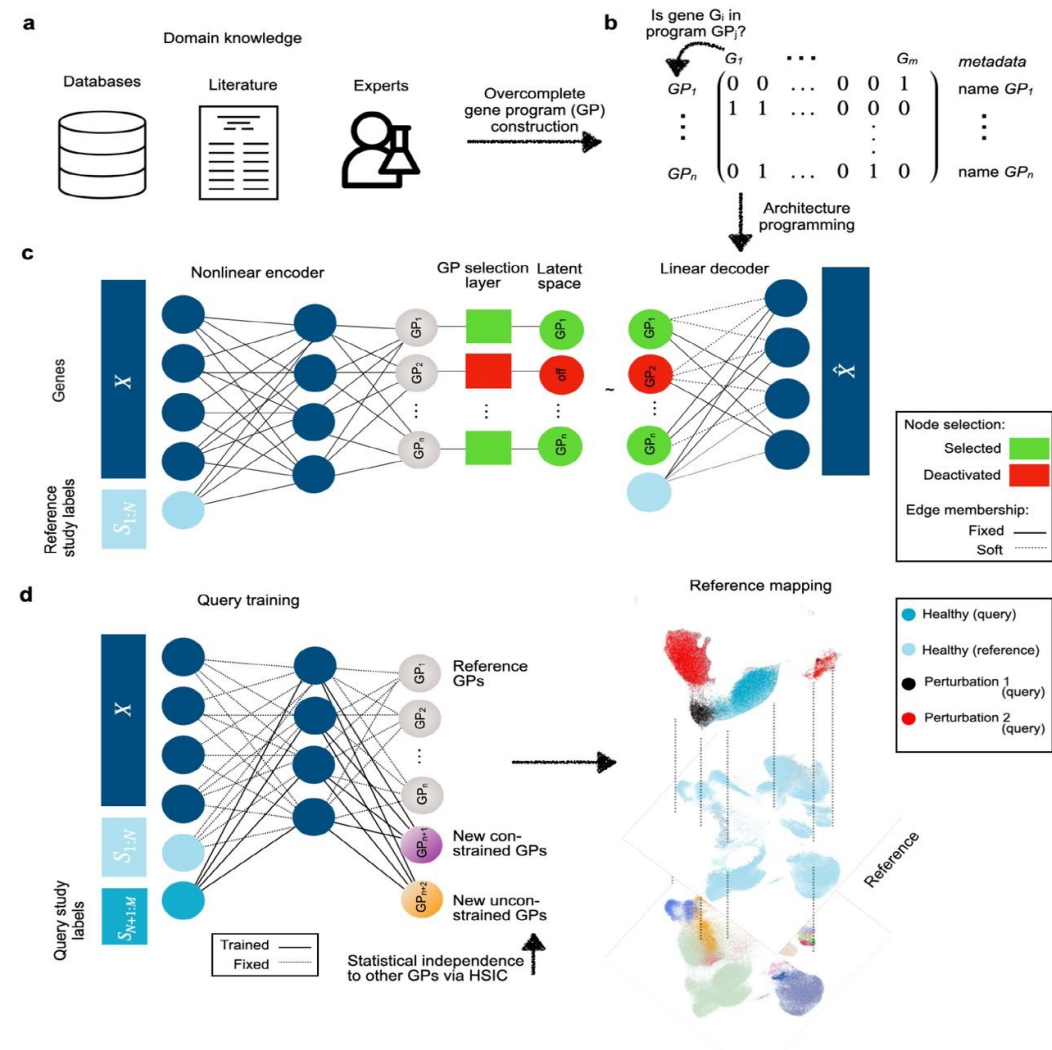 a
Domain knowledge
Databases
Literature
Experts
Overcomplete
gene program (GP)
construction
b
Is gene Gᵢ in
program GPⱼ?
G₁ ⋯ Gₘ
metadata
GP₁ 0 0 ... 0 0 1 name GP₁
1 1 ... 0 0 0
GPₙ 0 1 ... 0 1 0 name GPₙ
Architecture
programming
c
Nonlinear encoder
GP selection
layer
Latent
space
Linear decoder
Genes
X
Reference
study labels
S₁:N
GP₁
GP₂
...
GPₙ
GP₁
off
...
GPₙ
~
GP₁
GP₂
...
GPₙ
X̂
Node selection:
Selected
Deactivated
Edge membership:
Fixed
Soft
d
Query training
X
S₁:N
Query study
labels
S_N+1:M
GP₁
GP₂
...
GPₙ
GPₙ₊₁
GPₙ₊₂
Reference
GPs
New con-
strained GPs
New uncon-
strained GPs
Trained
Fixed
Statistical independence
to other GPs via HSIC
Reference mapping
Reference
Healthy (query)
Healthy (reference)
Perturbation 1
(query)
Perturbation 2
(query)